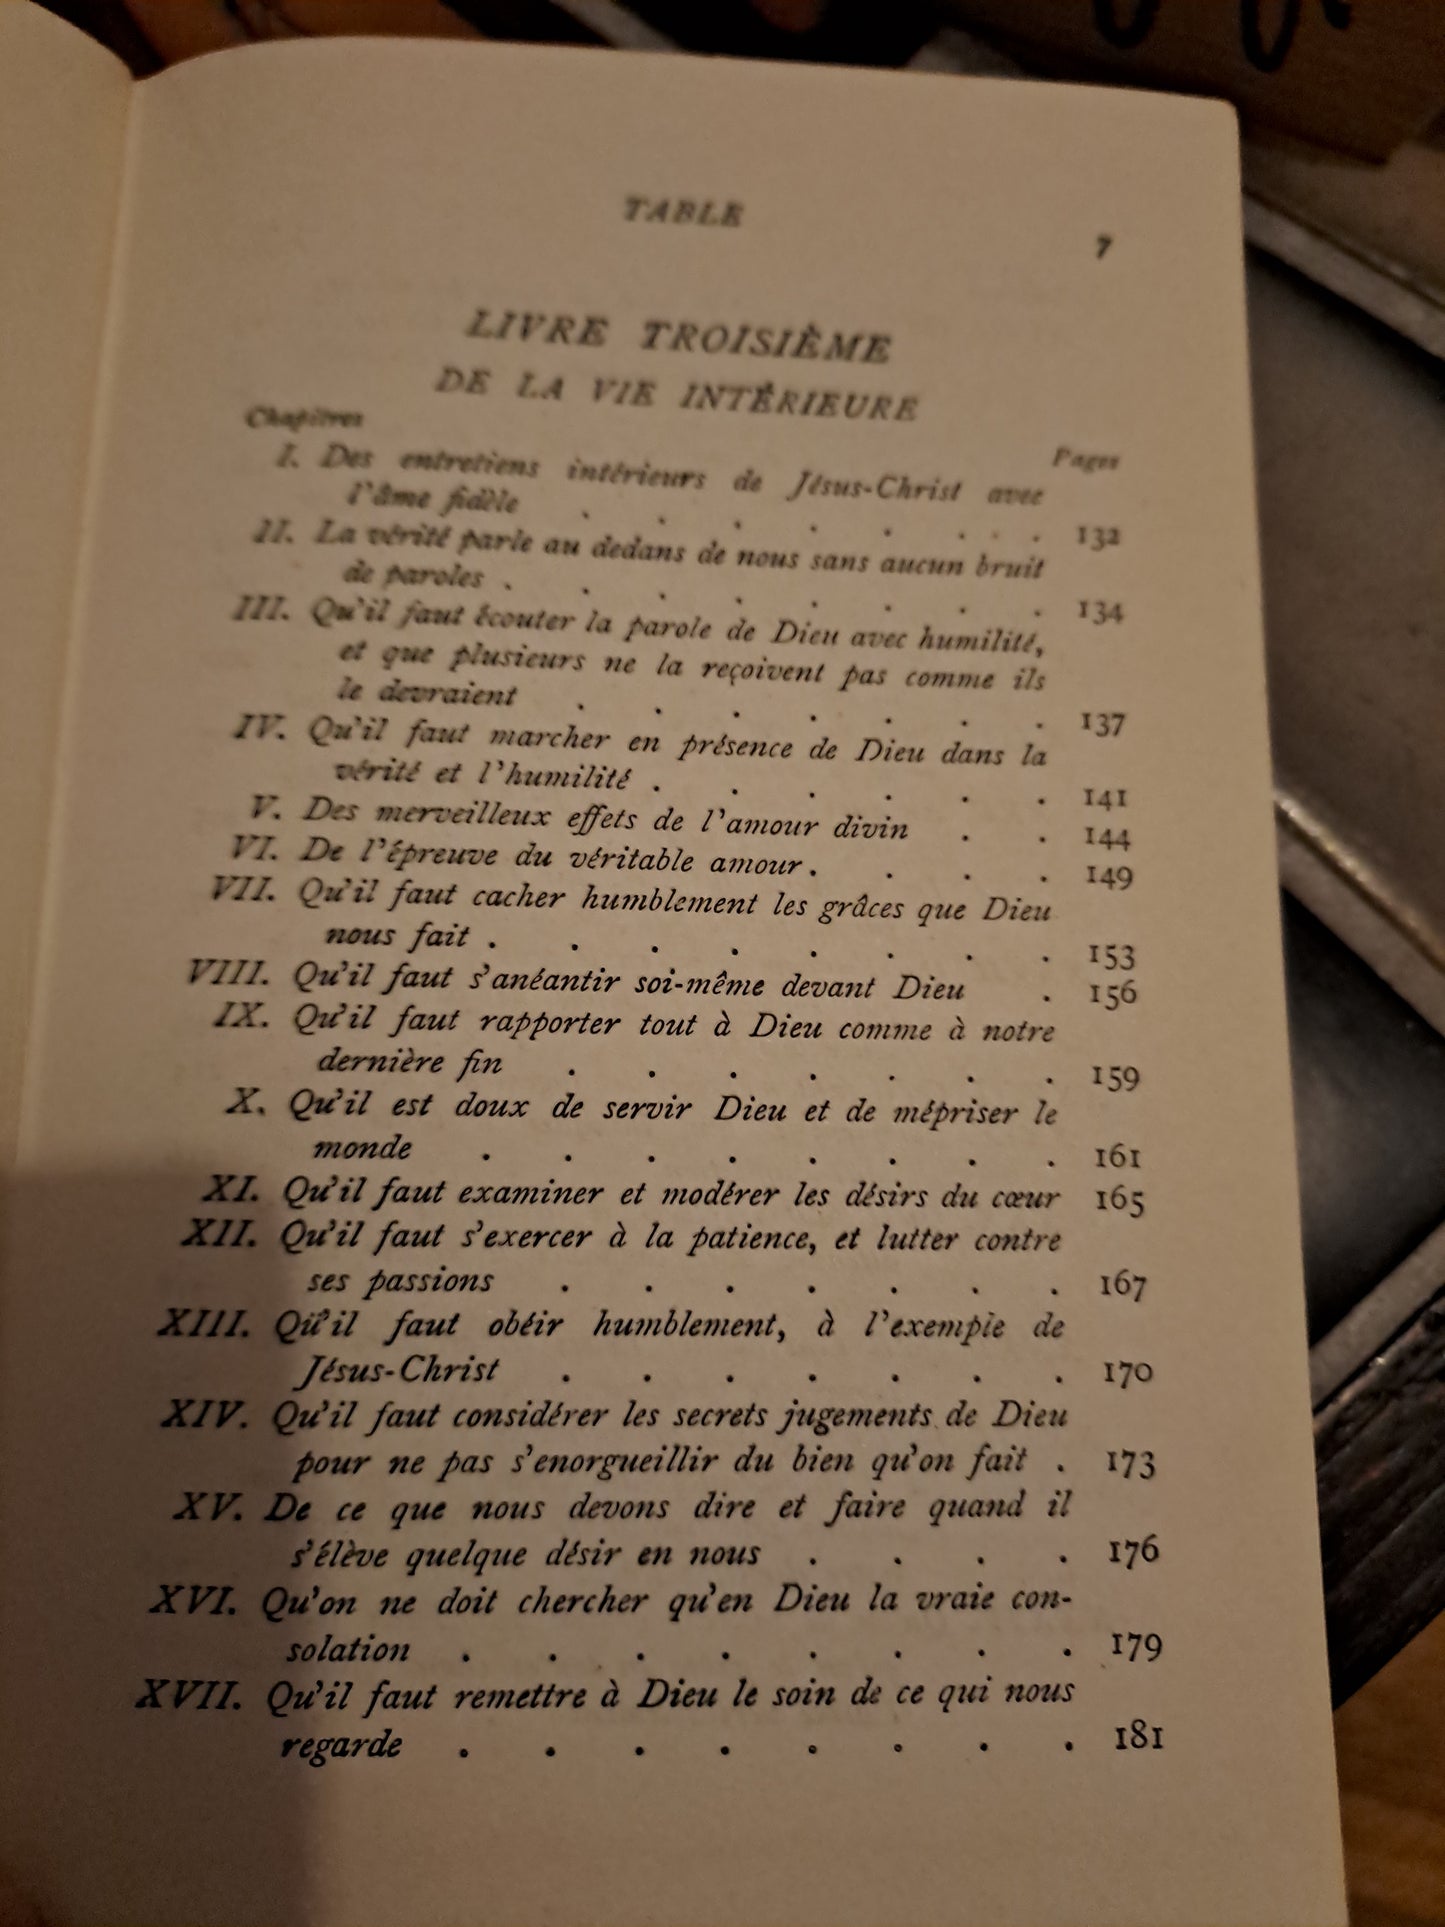 TABLE
7
LIVRE TROISIÈME
DE LA VIE INTÉRIEURE
Chapitres
Pages
I. Des entretiens intérieurs de Jésus-Christ avec
l'âme fidèle . . . . . . . 132
II. La vérité parle au dedans de nous sans aucun bruit
de paroles . . . . . . . . 134
III. Qu'il faut écouter la parole de Dieu avec humilité,
et que plusieurs ne la reçoivent pas comme ils
le devraient . . . . . . . 137
IV. Qu'il faut marcher en présence de Dieu dans la
vérité et l'humilité . . . . . . 141
V. Des merveilleux effets de l'amour divin . . 144
VI. De l'épreuve du véritable amour . . . . 149
VII. Qu'il faut cacher humblement les grâces que Dieu
nous fait . . . . . . . . 153
VIII. Qu'il faut s'anéantir soi-même devant Dieu . 156
IX. Qu'il faut rapporter tout à Dieu comme à notre
dernière fin . . . . . . . 159
X. Qu'il est doux de servir Dieu et de mépriser le
monde . . . . . . . . 161
XI. Qu'il faut examiner et modérer les désirs du cœur 165
XII. Qu'il faut s'exercer à la patience, et lutter contre
ses passions . . . . . . . 167
XIII. Qu'il faut obéir humblement, à l'exemple de
Jésus-Christ . . . . . . . 170
XIV. Qu'il faut considérer les secrets jugements de Dieu
pour ne pas s'enorgueillir du bien qu'on fait . 173
XV. De ce que nous devons dire et faire quand il
s'élève quelque désir en nous . . . . 176
XVI. Qu'on ne doit chercher qu'en Dieu la vraie con-
solation . . . . . . . . 179
XVII. Qu'il faut remettre à Dieu le soin de ce qui nous
regarde . . . . . . . . 181